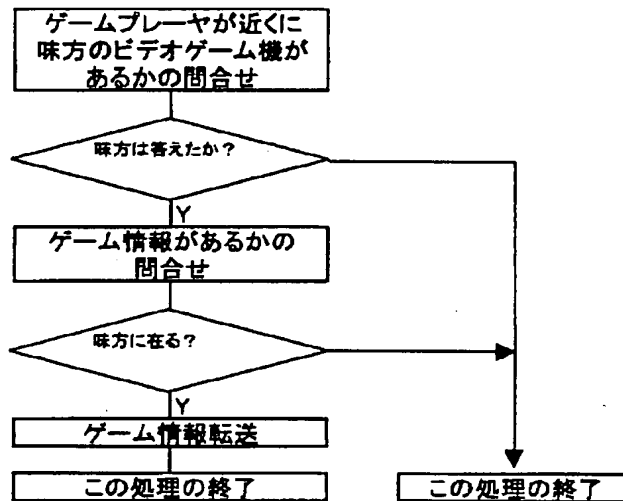 ゲームプレーヤが近くに
味方のビデオゲーム機が
あるかの問合せ
味方は答えたか？
Y
ゲーム情報があるかの
問合せ
味方に在る？
Y
ゲーム情報転送
この処理の終了
この処理の終了